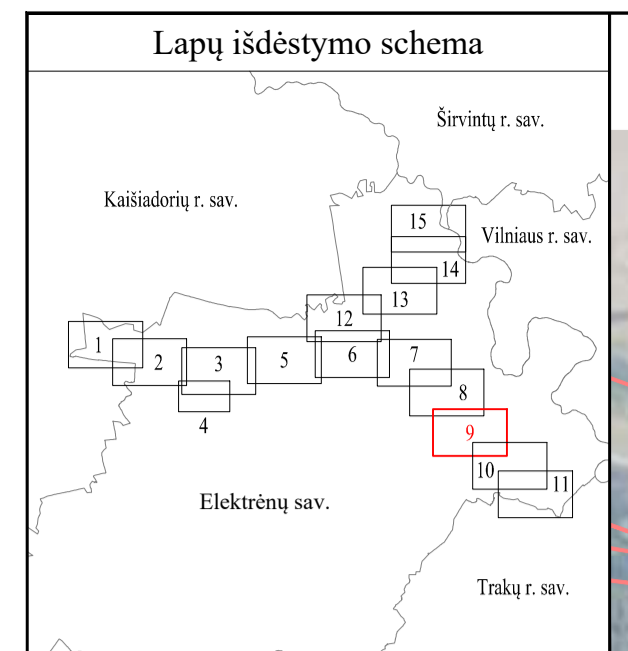 Lapų išdėstymo schema
Širvintų r. sav.
Kaišiadorių r. sav.
15
Vilniaus r. sav.
14
13
12
1
2
3
5
6
7
8
4
9
10
11
Elektrėnų sav.
Trakų r. sav.